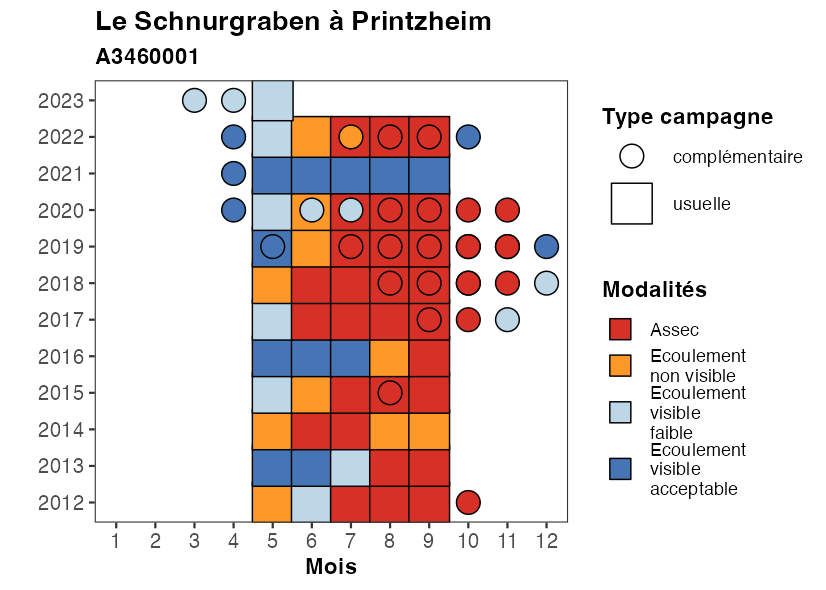 Le Schnurgraben à Printzheim
A3460001
2023
2022
2021
2020
2019
2018
2017
2016
2015
2014
2013
2012
1 2 3 4 5 6 7 8 9 10 11 12
Mois
Type campagne
complémentaire
usuelle
Modalités
Assec
Ecoulement
non visible
Ecoulement
visible
faible
Ecoulement
visible
acceptable